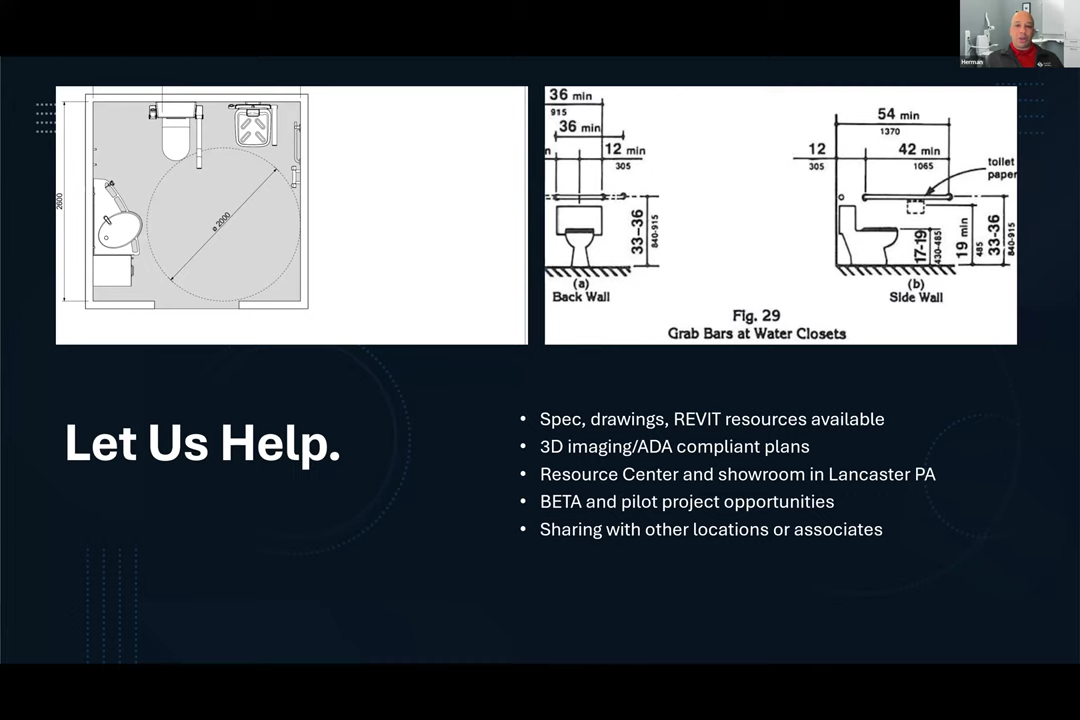 Herman
2600
ø 2000
36 min
915
36 min
12 min
305
33-36
840-915
(a)
Back Wall
54 min
1370
12
305
42 min
1065
toilet
paper
17-19
430-485
19 min
485
33-36
840-915
(b)
Side Wall
Fig. 29
Grab Bars at Water Closets
Let Us Help.
• Spec, drawings, REVIT resources available
• 3D imaging/ADA compliant plans
• Resource Center and showroom in Lancaster PA
• BETA and pilot project opportunities
• Sharing with other locations or associates